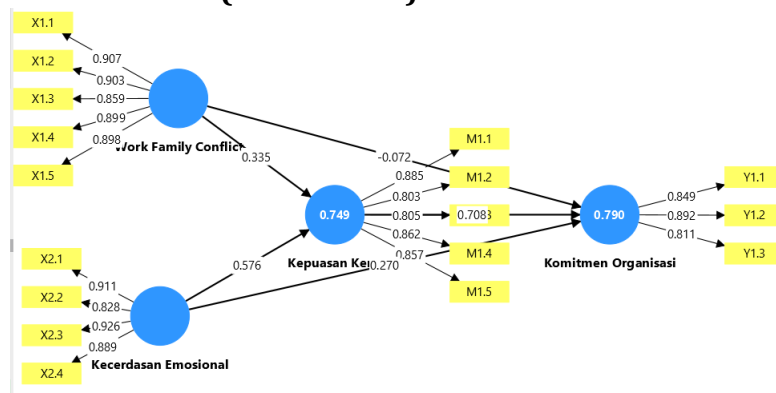 X1.1
X1.2
X1.3
X1.4
X1.5
0.907
0.903
0.859
0.899
0.898
Work Family Conflict
0.335
-0.072
M1.1
M1.2
M1.4
M1.5
0.885
0.803
0.805
0.862
0.857
0.708
0.749
Kepuasan
0.790
Komitmen Organisasi
0.849
0.892
0.811
Y1.1
Y1.2
Y1.3
0.576
0.270
X2.1
X2.2
X2.3
X2.4
0.911
0.828
0.926
0.889
Kecerdasan Emosional